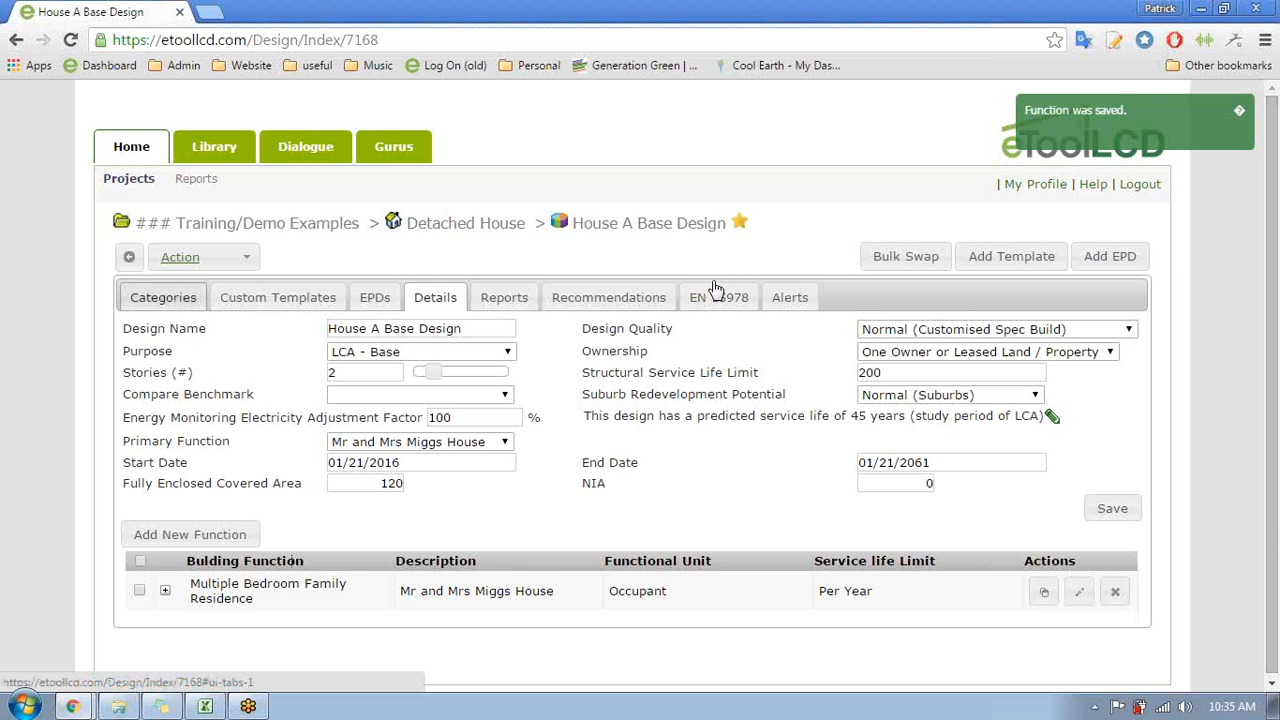 House A Base Design
Patrick
https://etoollcd.com/Design/Index/7168
Apps Dashboard Admin Website useful Music Log On (old) Personal Generation Green | ... Cool Earth - My Das... Other bookmarks
Function was saved.
eToolLCD
Home Library Dialogue Gurus
Projects Reports
| My Profile | Help | Logout
### Training/Demo Examples > Detached House > House A Base Design
Action Bulk Swap Add Template Add EPD
Categories Custom Templates EPDs Details Reports Recommendations EN 978 Alerts
Design Name House A Base Design Design Quality Normal (Customised Spec Build)
Purpose LCA - Base Ownership One Owner or Leased Land / Property
Stories (#) 2 Structural Service Life Limit 200
Compare Benchmark Suburb Redevelopment Potential Normal (Suburbs)
Energy Monitoring Electricity Adjustment Factor 100 % This design has a predicted service life of 45 years (study period of LCA)
Primary Function Mr and Mrs Miggs House
Start Date 01/21/2016 End Date 01/21/2061
Fully Enclosed Covered Area 120 NIA 0
Save
Add New Function
Bulding Function Description Functional Unit Service life Limit Actions
Multiple Bedroom Family
Residence Mr and Mrs Miggs House Occupant Per Year
https://etoollcd.com/Design/Index/7168#ui-tabs-1
10:35 AM